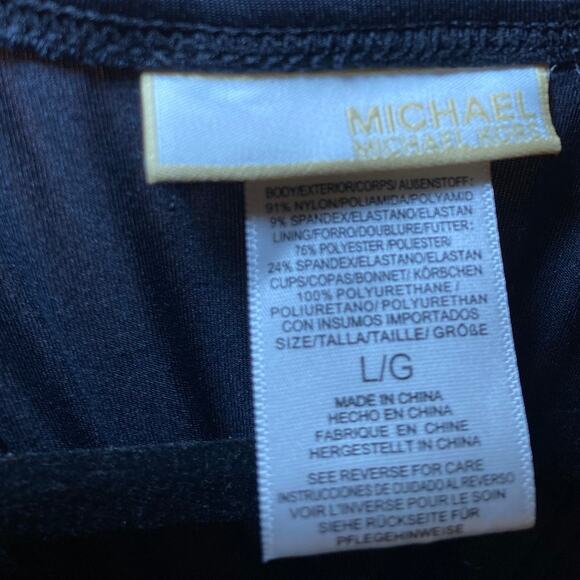 MICHAEL
MICHAEL KORS
BODY/EXTERIOR/CORPS/ AUßENSTOFF:
91% NYLON/POLIAMIDA/POLYAMID
9% SPANDEX/ELASTANO/ELASTAN
LINING/FORRO/DOUBLURE/FUTTER:
76% POLYESTER /POLIESTER/
24% SPANDEX/ELASTANO/ELASTAN
CUPS/COPAS/BONNET/ KÖRBCHEN
100% POLYURETHANE /
POLIURETANO/ POLYURETHAN
CON INSUMOS IMPORTADOS
SIZE/TALLA/TAILLE/ GRÖßE
L/G
MADE IN CHINA
HECHO EN CHINA
FABRIQUE EN CHINE
HERGESTELLT IN CHINA
SEE REVERSE FOR CARE
INSTRUCCIONES DE CUIDADO AL REVERSO
VOIR L'INVERSE POUR LE SOIN
SIEHE RÜCKSEITE FÜR
PFLEGEHINWEISE